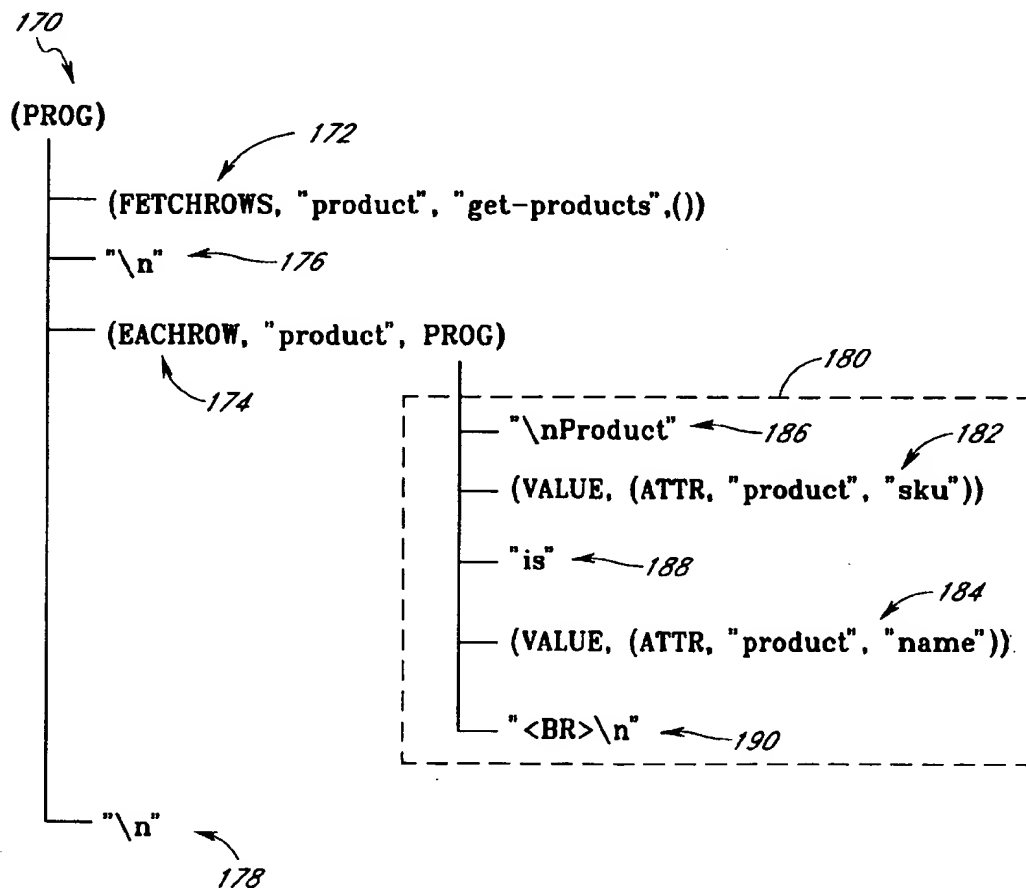 170
(PROG)
172
(FETCHROWS, "product", "get-products",())
"\n" 176
(EACHROW, "product", PROG)
174
180
"\nProduct" 186
182
(VALUE, (ATTR, "product", "sku"))
"is" 188
184
(VALUE, (ATTR, "product", "name"))
"<BR>\n" 190
"\n"
178